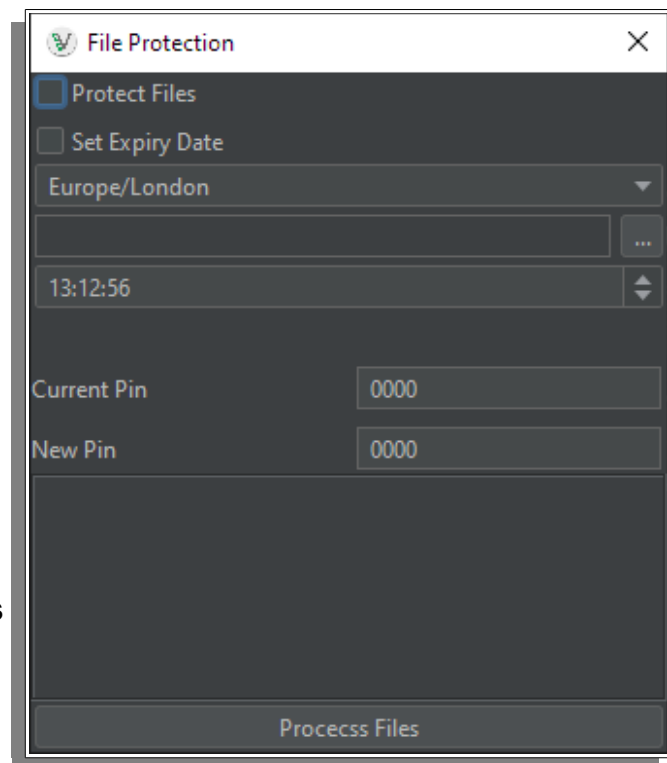 File Protection
Protect Files
Set Expiry Date
Europe/London
...
13:12:56
Current Pin 0000
New Pin 0000
s
Procecss Files